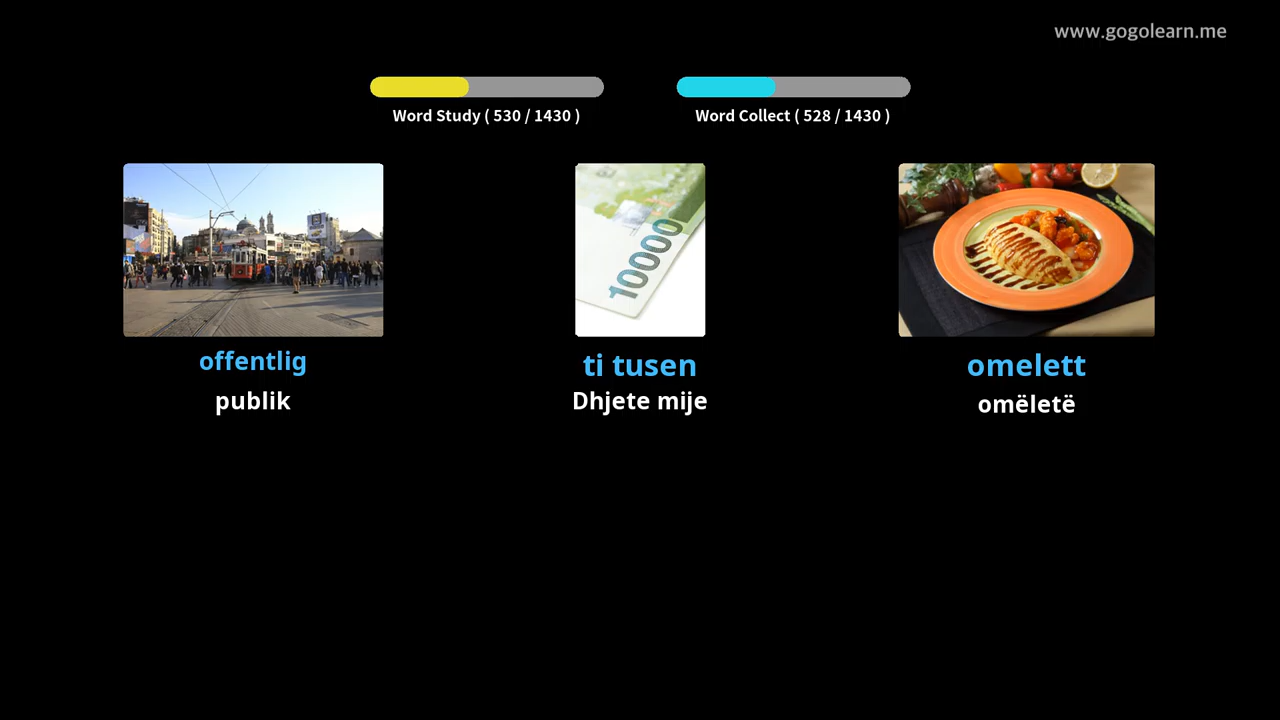 www.gogolearn.me
Word Study ( 530 / 1430 )
Word Collect ( 528 / 1430 )
10000
offentlig
ti tusen
omelett
publik
Dhjete mije
omëletë